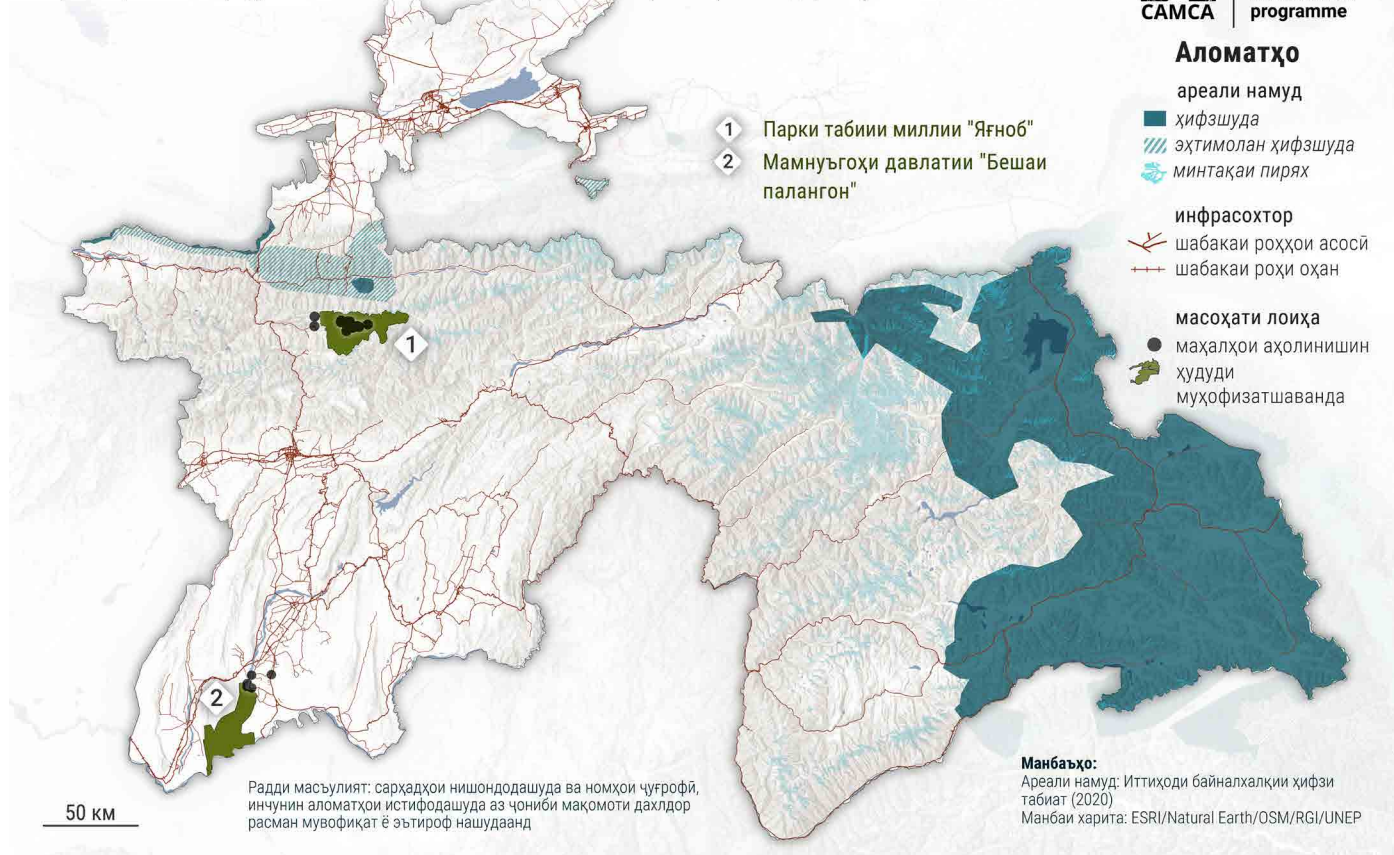 САМСА
programme
Аломатҳо
ареали намуд
ҳифзшуда
эҳтимолан ҳифзшуда
минтақаи пирях
инфрасохтор
шабакаи роҳҳои асосӣ
шабакаи роҳи оҳан
масоҳати лоиҳа
маҳалҳои аҳолинишин
ҳудуди
муҳофизатшаванда
1 Парки табиии миллии "Яғноб"
2 Мамнуъгоҳи давлатии "Бешаи
палангон"
1
2
50 км
Радди масъулият: сарҳадҳои нишондодашуда ва номҳои ҷуғрофӣ,
инчунин аломатҳои истифодашуда аз ҷониби мақомоти дахлдор
расман мувофиқат ё эътироф нашудаанд
Манбаъҳо:
Ареали намуд: Иттиҳоди байналхалқии ҳифзи
табиат (2020)
Манбаи харита: ESRI/Natural Earth/OSM/RGI/UNEP